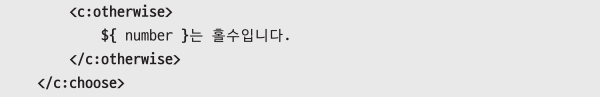 <c:otherwise>
${ number }는 홀수입니다.
</c:otherwise>
</c:choose>